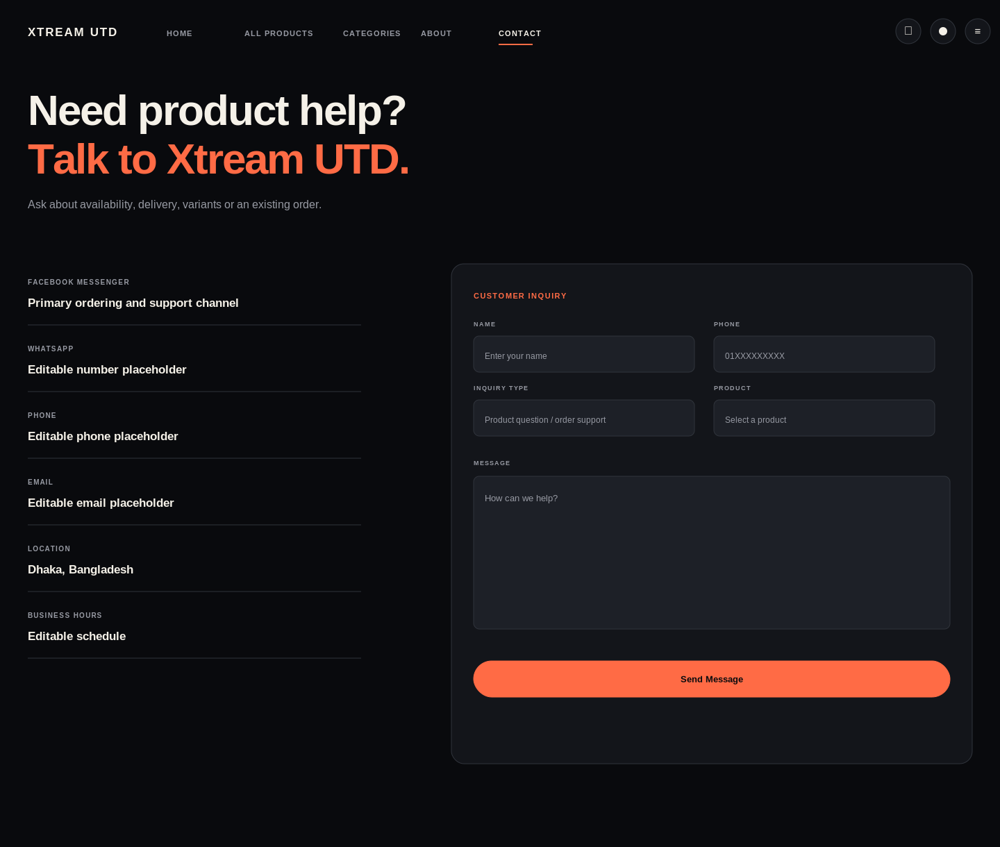 XTREAM UTD
HOME
ALL PRODUCTS
CATEGORIES
ABOUT
CONTACT
Need product help?
Talk to Xtream UTD.
Ask about availability, delivery, variants or an existing order.
FACEBOOK MESSENGER
Primary ordering and support channel
WHATSAPP
Editable number placeholder
PHONE
Editable phone placeholder
EMAIL
Editable email placeholder
LOCATION
Dhaka, Bangladesh
BUSINESS HOURS
Editable schedule
CUSTOMER INQUIRY
NAME
Enter your name
PHONE
01XXXXXXXXX
INQUIRY TYPE
Product question / order support
PRODUCT
Select a product
MESSAGE
How can we help?
Send Message